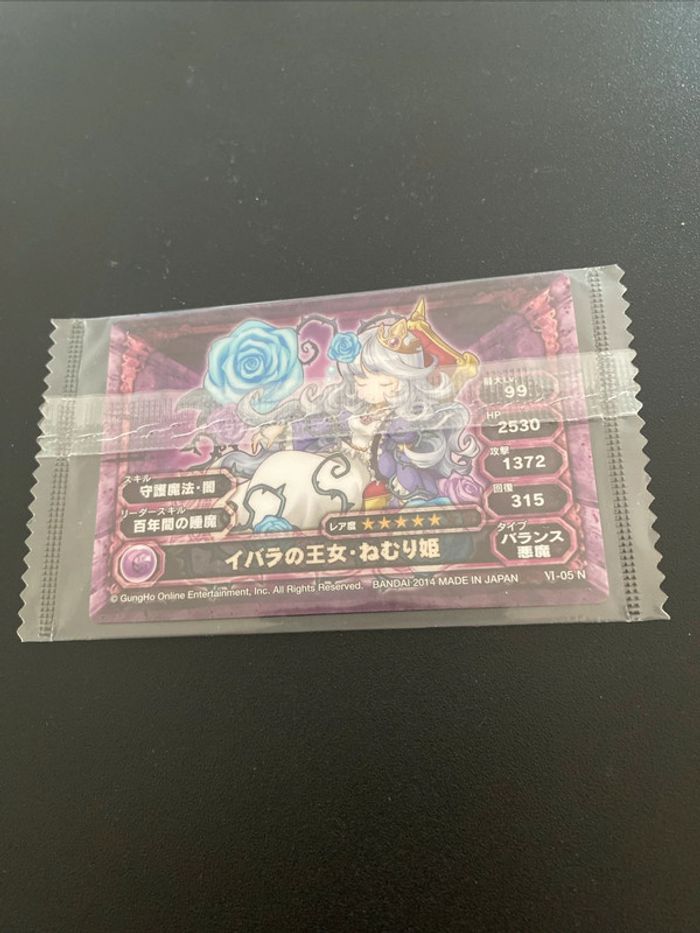 最大Lv.
99
HP
2530
攻撃
1372
回復
315
タイプ
バランス
悪魔
スキル
守護魔法・闇
リーダースキル
百年間の睡魔
レア度 ★★★★★
イバラの王女・ねむり姫
© GungHo Online Entertainment, Inc. All Rights Reserved. BANDAI 2014 MADE IN JAPAN VI-05 N